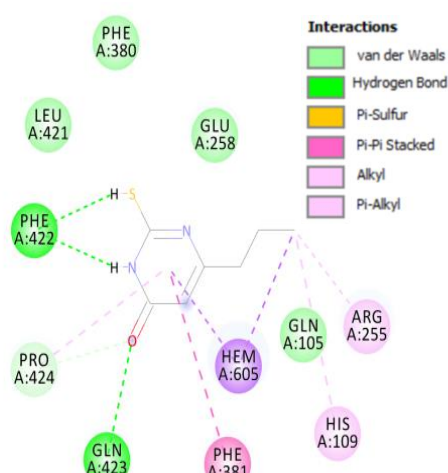 PHE
A:380
LEU
A:421
GLU
A:258
PHE
A:422
H
S
N
N
H
O
PRO
A:424
GLN
A:423
HEM
A:605
PHE
A:381
GLN
A:105
ARG
A:255
HIS
A:109
Interactions
van der Waals
Hydrogen Bond
Pi-Sulfur
Pi-Pi Stacked
Alkyl
Pi-Alkyl